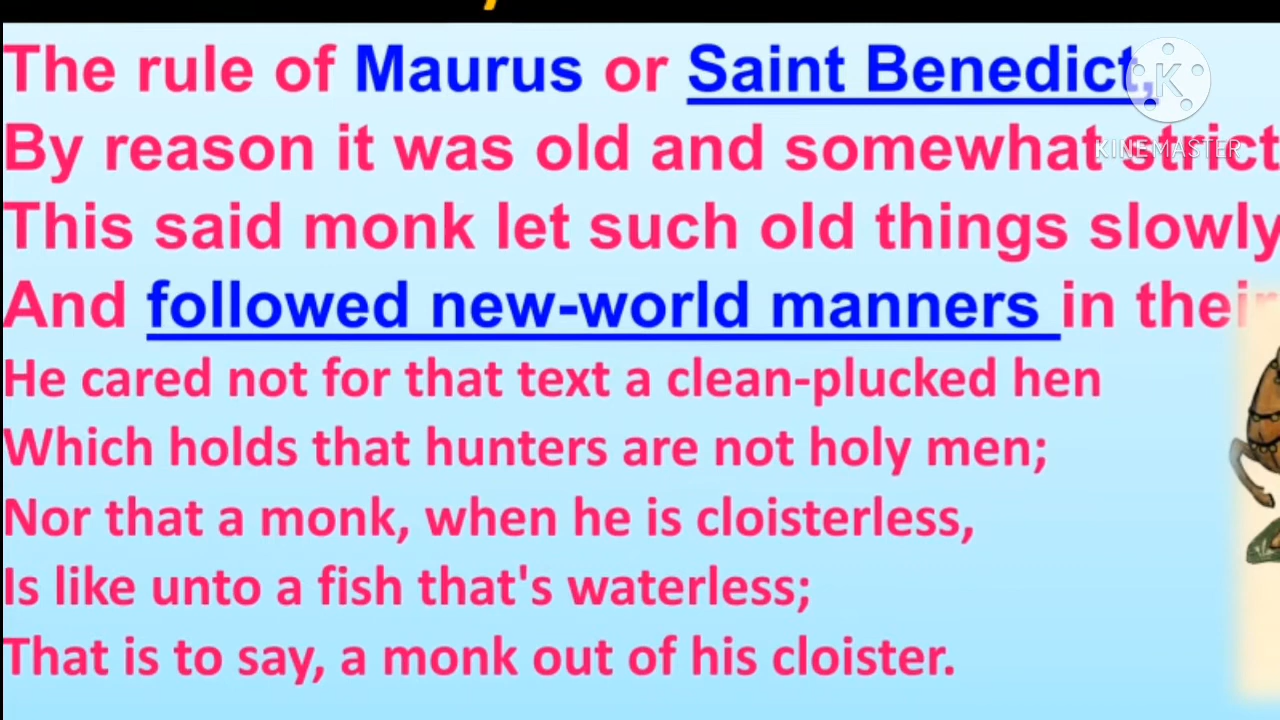 The rule of Maurus or Saint Benedict,
By reason it was old and somewhat strict
This said monk let such old things slowly
And followed new-world manners in their
He cared not for that text a clean-plucked hen
Which holds that hunters are not holy men;
Nor that a monk, when he is cloisterless,
Is like unto a fish that's waterless;
That is to say, a monk out of his cloister.
K
KINEMASTER